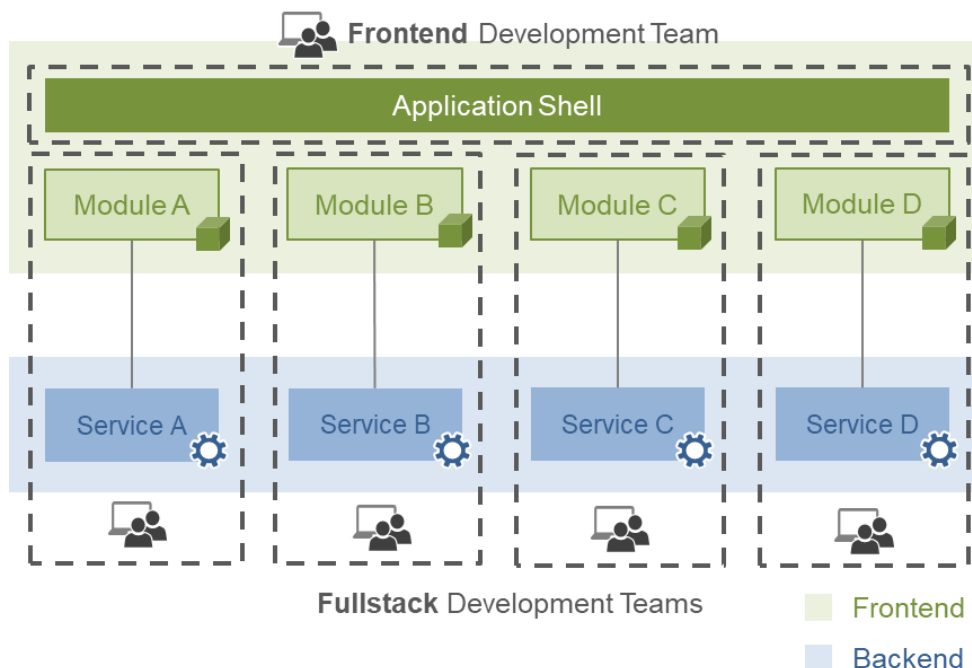 Frontend Development Team
Application Shell
Module A
Module B
Module C
Module D
Service A
Service B
Service C
Service D
Fullstack Development Teams
Frontend
Backend